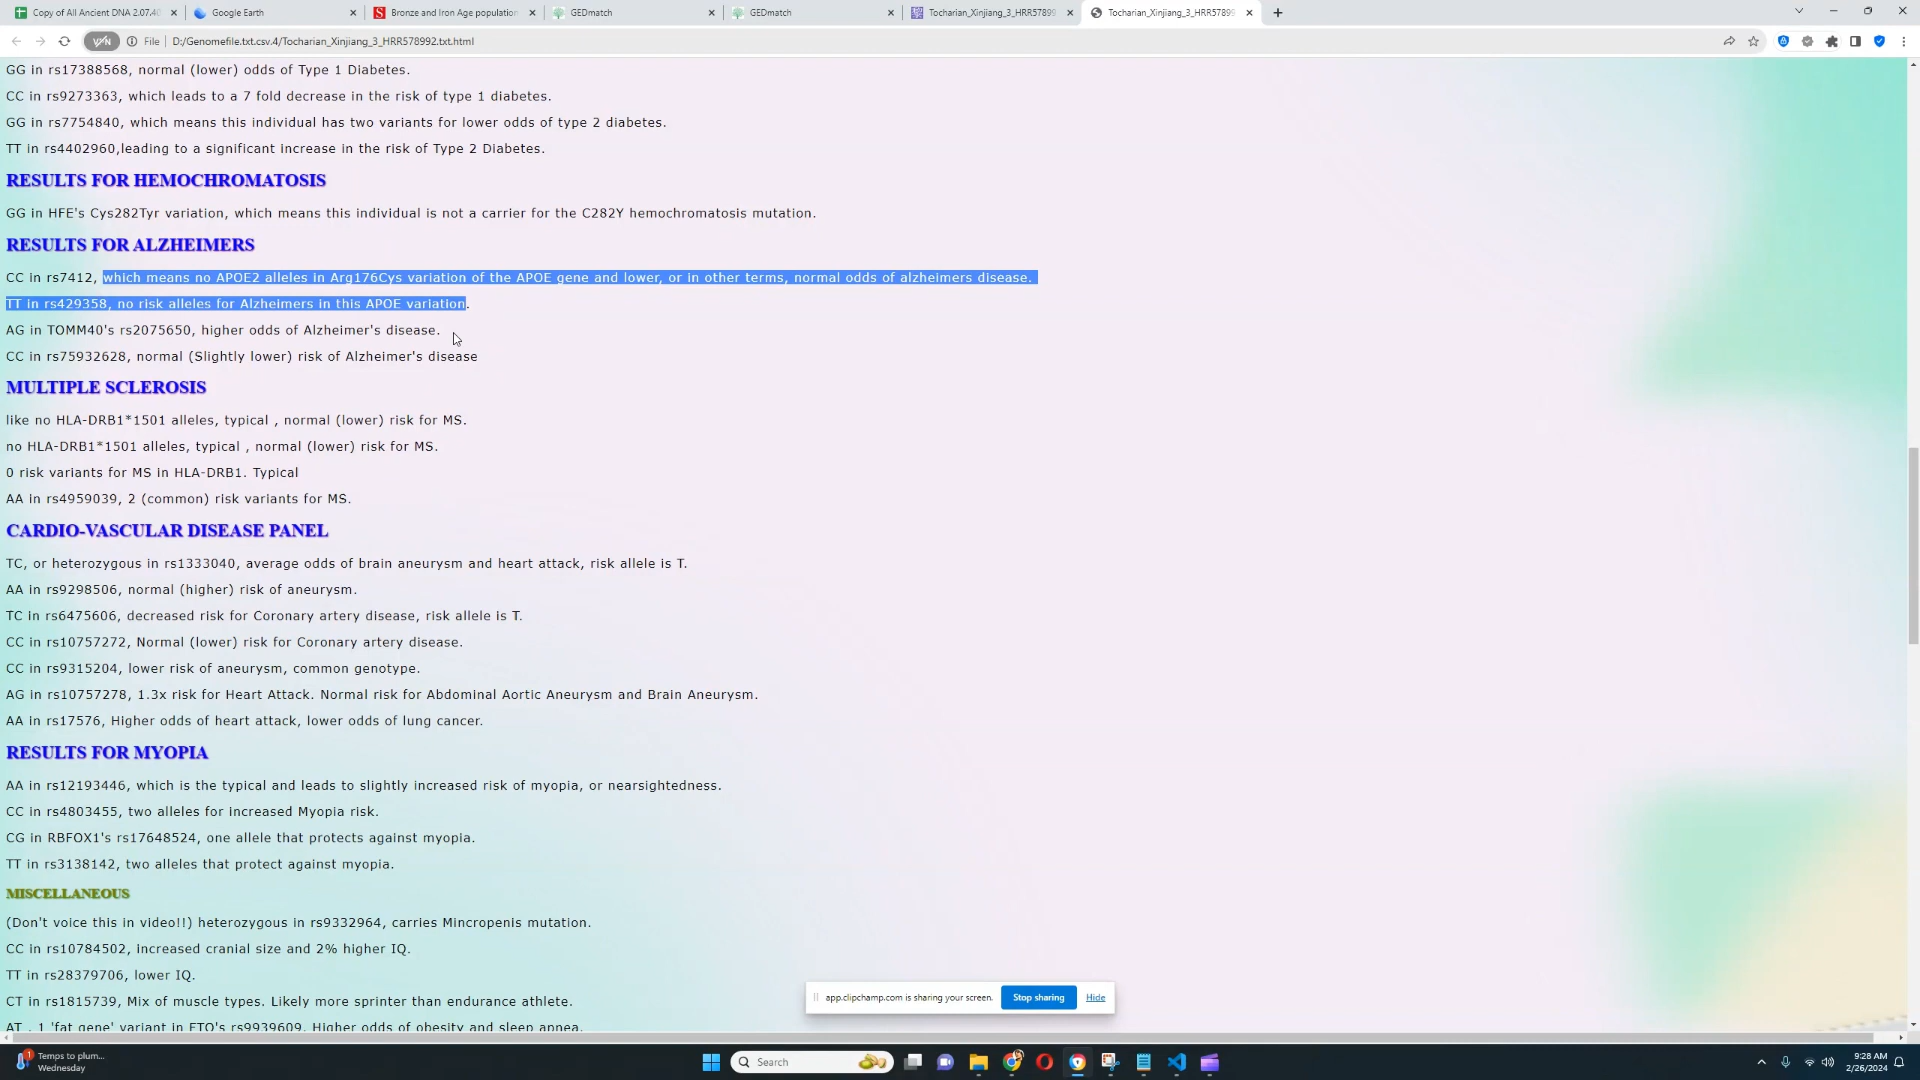 Copy of All Ancient DNA 2.07.40
Google Earth
Bronze and Iron Age population
GEDmatch
GEDmatch
Tocharian_Xinjiang_3_HRR57899
Tocharian_Xinjiang_3_HRR57899
VPN
File
D:/Genomefile.txt.csv.4/Tocharian_Xinjiang_3_HRR578992.txt.html
GG in rs17388568, normal (lower) odds of Type 1 Diabetes.
CC in rs9273363, which leads to a 7 fold decrease in the risk of type 1 diabetes.
GG in rs7754840, which means this individual has two variants for lower odds of type 2 diabetes.
TT in rs4402960,leading to a significant increase in the risk of Type 2 Diabetes.
RESULTS FOR HEMOCHROMATOSIS
GG in HFE's Cys282Tyr variation, which means this individual is not a carrier for the C282Y hemochromatosis mutation.
RESULTS FOR ALZHEIMERS
CC in rs7412, which means no APOE2 alleles in Arg176Cys variation of the APOE gene and lower, or in other terms, normal odds of alzheimers disease.
TT in rs429358, no risk alleles for Alzheimers in this APOE variation.
AG in TOMM40's rs2075650, higher odds of Alzheimer's disease.
CC in rs75932628, normal (Slightly lower) risk of Alzheimer's disease
MULTIPLE SCLEROSIS
like no HLA-DRB1*1501 alleles, typical , normal (lower) risk for MS.
no HLA-DRB1*1501 alleles, typical , normal (lower) risk for MS.
0 risk variants for MS in HLA-DRB1. Typical
AA in rs4959039, 2 (common) risk variants for MS.
CARDIO-VASCULAR DISEASE PANEL
TC, or heterozygous in rs1333040, average odds of brain aneurysm and heart attack, risk allele is T.
AA in rs9298506, normal (higher) risk of aneurysm.
TC in rs6475606, decreased risk for Coronary artery disease, risk allele is T.
CC in rs10757272, Normal (lower) risk for Coronary artery disease.
CC in rs9315204, lower risk of aneurysm, common genotype.
AG in rs10757278, 1.3x risk for Heart Attack. Normal risk for Abdominal Aortic Aneurysm and Brain Aneurysm.
AA in rs17576, Higher odds of heart attack, lower odds of lung cancer.
RESULTS FOR MYOPIA
AA in rs12193446, which is the typical and leads to slightly increased risk of myopia, or nearsightedness.
CC in rs4803455, two alleles for increased Myopia risk.
CG in RBFOX1's rs17648524, one allele that protects against myopia.
TT in rs3138142, two alleles that protect against myopia.
MISCELLANEOUS
(Don't voice this in video!!) heterozygous in rs9332964, carries Mincropenis mutation.
CC in rs10784502, increased cranial size and 2% higher IQ.
TT in rs28379706, lower IQ.
CT in rs1815739, Mix of muscle types. Likely more sprinter than endurance athlete.
AT , 1 'fat gene' variant in FTO's rs9939609. Higher odds of obesity and sleep apnea.
app.clipchamp.com is sharing your screen.
Stop sharing
Hide
1
Temps to plum...
Wednesday
Search
9:28 AM
2/26/2024